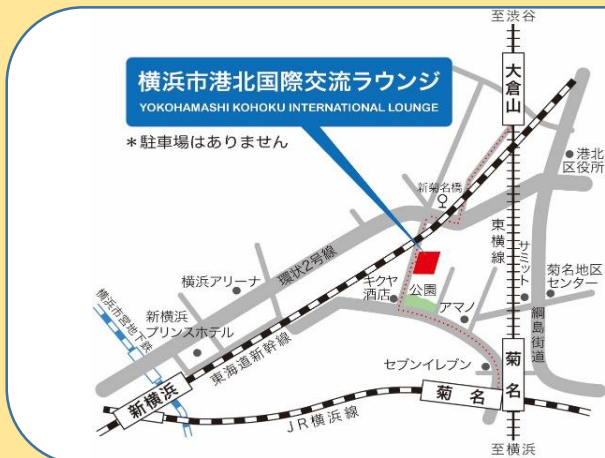 至渋谷
大倉山
横浜市港北国際交流ラウンジ
YOKOHAMASHI KOHOKU INTERNATIONAL LOUNGE
＊駐車場はありません
港北
区役所
新菊名橋
東横線
サミット
菊名地区
センター
環状2号線
横浜アリーナ
キクヤ
酒店
公園
アマノ
綱島街道
横浜市営地下鉄
新横浜
プリンスホテル
東海道新幹線
セブンイレブン
新横浜
菊名
菊名
JR横浜線
至横浜